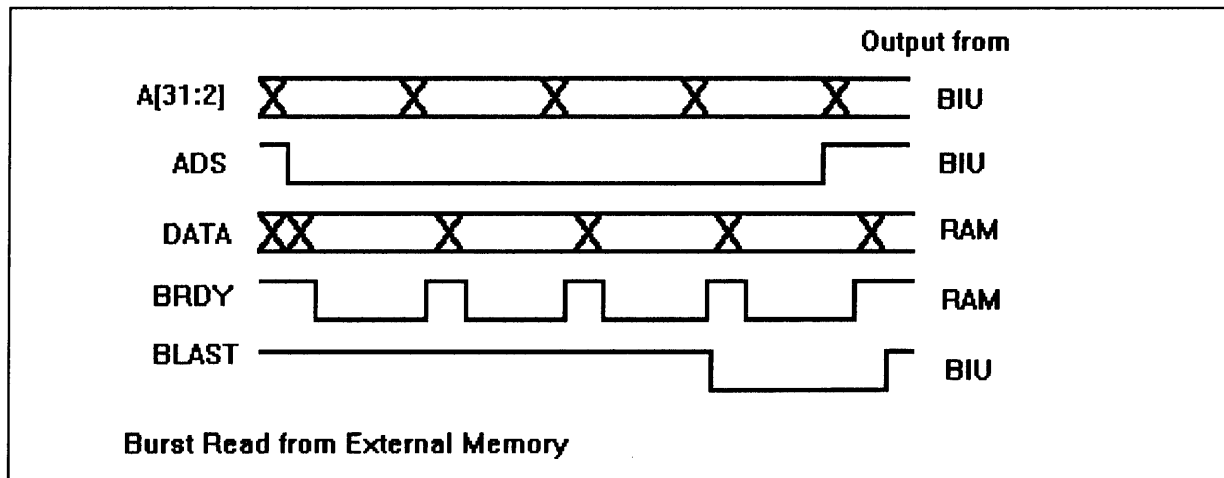 Output from
A[31:2] BIU
ADS BIU
DATA RAM
BRDY RAM
BLAST BIU
Burst Read from External Memory